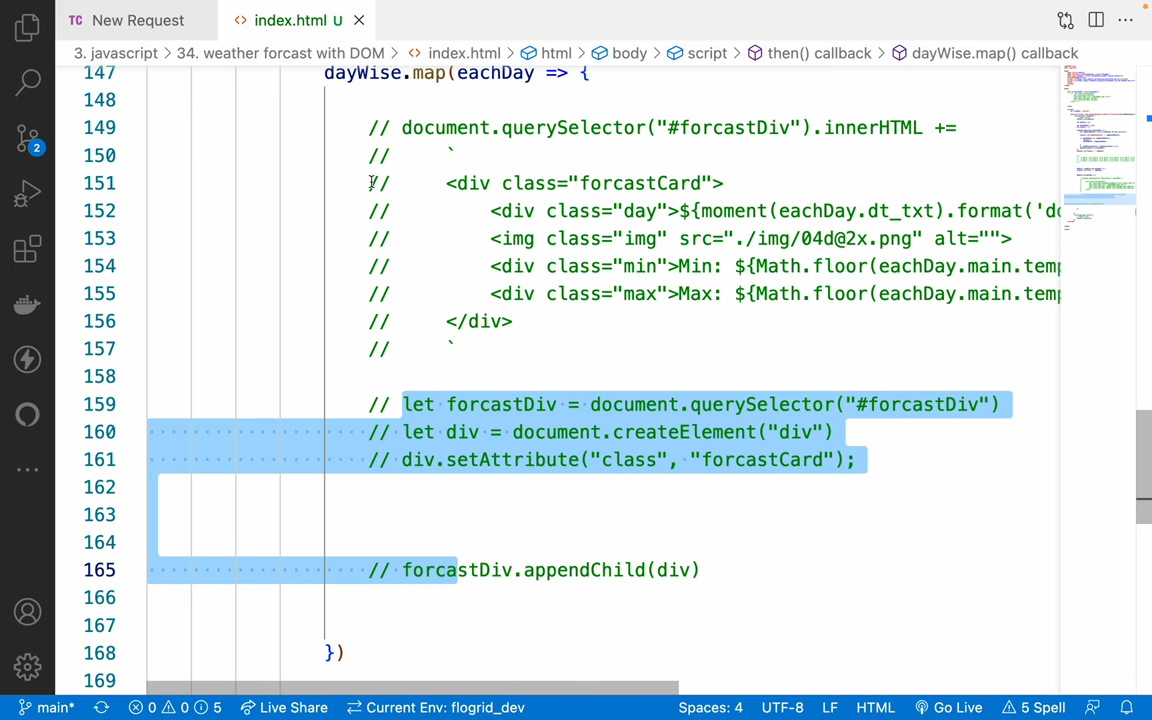 TC New Request
<> index.html U ×
3. javascript > 34. weather forcast with DOM > <> index.html > html > body > script > then() callback > dayWise.map() callback
147 dayWise.map(eachDay => {
148
149 // document.querySelector("#forcastDiv").innerHTML +=
150 // `
151 // <div class="forcastCard">
152 // <div class="day">${moment(eachDay.dt_txt).format('do
153 // <img class="img" src="./img/04d@2x.png" alt="">
154 // <div class="min">Min: ${Math.floor(eachDay.main.temp
155 // <div class="max">Max: ${Math.floor(eachDay.main.temp
156 // </div>
157 // `
158
159 // let forcastDiv = document.querySelector("#forcastDiv")
160 // let div = document.createElement("div")
161 // div.setAttribute("class", "forcastCard");
162
163
164
165 // forcastDiv.appendChild(div)
166
167
168 })
169
2
main* 0 0 5 Live Share Current Env: flogrid_dev Spaces: 4 UTF-8 LF HTML Go Live 5 Spell